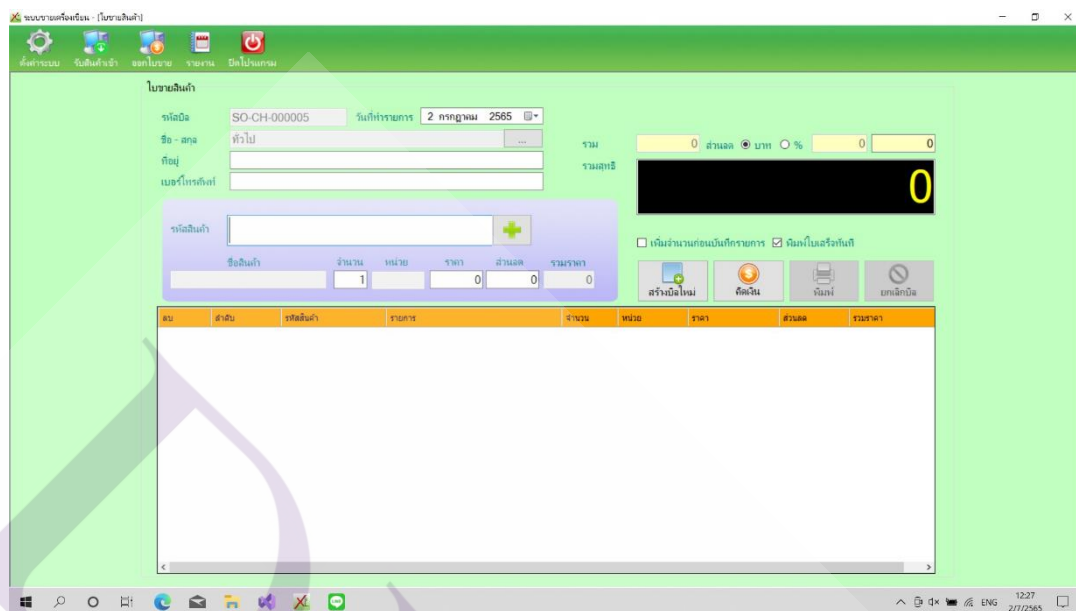 ระบบขายเครื่องเขียน - [ใบขายสินค้า]
ตั้งค่าระบบ รับสินค้าเข้า ออกใบขาย รายงาน ปิดโปรแกรม
ใบขายสินค้า
รหัสบิล SO-CH-000005 วันที่ทำรายการ 2 กรกฎาคม 2565
ชื่อ - สกุล ทั่วไป ... รวม 0 ส่วนลด บาท % 0 0
ที่อยู่ รวมสุทธิ 0
เบอร์โทรศัพท์
รหัสสินค้า
เพิ่มจำนวนก่อนบันทึกรายการ พิมพ์ใบเสร็จทันที
ชื่อสินค้า จำนวน หน่วย ราคา ส่วนลด รวมราคา
1 0 0 0
สร้างบิลใหม่ คิดเงิน พิมพ์ ยกเลิกบิล
ลบ ลำดับ รหัสสินค้า รายการ จำนวน หน่วย ราคา ส่วนลด รวมราคา
ENG 12:27
2/7/2565